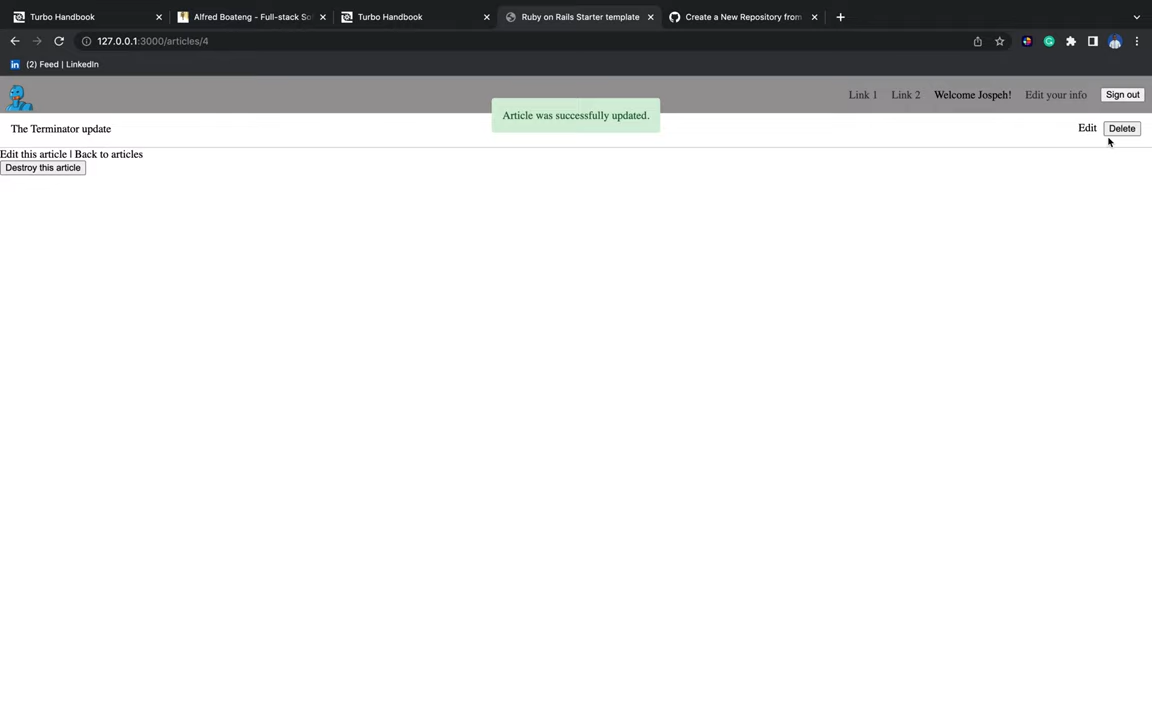 Turbo Handbook
Alfred Boateng - Full-stack So
Turbo Handbook
Ruby on Rails Starter template
Create a New Repository from
127.0.0.1:3000/articles/4
(2) Feed | LinkedIn
Link 1
Link 2
Welcome Jospeh!
Edit your info
Sign out
Article was successfully updated.
The Terminator update
Edit
Delete
Edit this article | Back to articles
Destroy this article